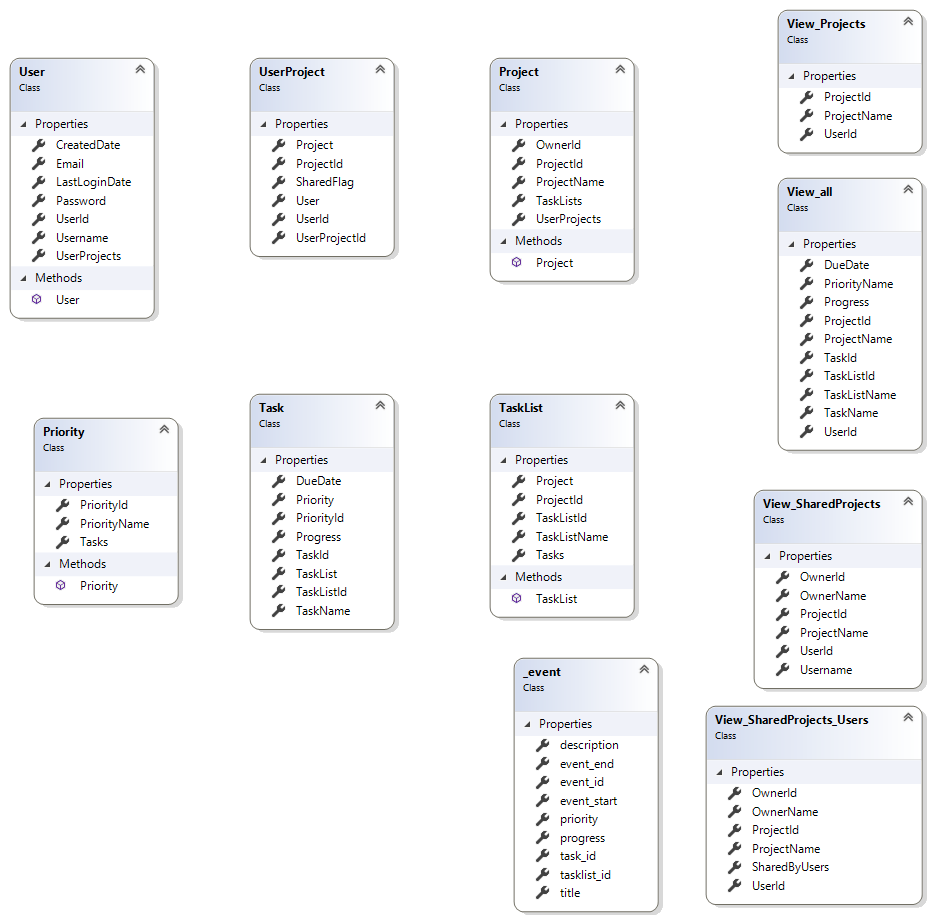 User
Class
Properties
CreatedDate
Email
LastLoginDate
Password
UserId
Username
UserProjects
Methods
User
UserProject
Class
Properties
Project
ProjectId
SharedFlag
User
UserId
UserProjectId
Project
Class
Properties
OwnerId
ProjectId
ProjectName
TaskLists
UserProjects
Methods
Project
View_Projects
Class
Properties
ProjectId
ProjectName
UserId
View_all
Class
Properties
DueDate
PriorityName
Progress
ProjectId
ProjectName
TaskId
TaskListId
TaskListName
TaskName
UserId
Priority
Class
Properties
PriorityId
PriorityName
Tasks
Methods
Priority
Task
Class
Properties
DueDate
Priority
PriorityId
Progress
TaskId
TaskList
TaskListId
TaskName
TaskList
Class
Properties
Project
ProjectId
TaskListId
TaskListName
Tasks
Methods
TaskList
View_SharedProjects
Class
Properties
OwnerId
OwnerName
ProjectId
ProjectName
UserId
Username
_event
Class
Properties
description
event_end
event_id
event_start
priority
progress
task_id
tasklist_id
title
View_SharedProjects_Users
Class
Properties
OwnerId
OwnerName
ProjectId
ProjectName
SharedByUsers
UserId